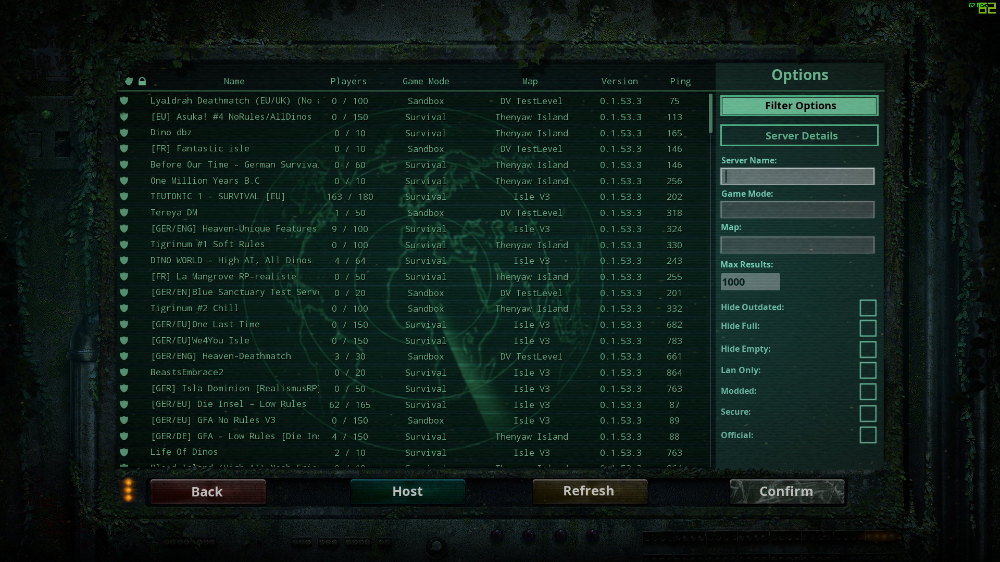 62 FPS
62
Options
Name Players Game Mode Map Version Ping
Lyaldrah Deathmatch (EU/UK) (No 0 / 100 Sandbox DV TestLevel 0.1.53.3 75
[EU] Asuka! #4 NoRules/AllDinos 0 / 150 Survival Thenyaw Island 0.1.53.3 113
Dino dbz 0 / 10 Survival Thenyaw Island 0.1.53.3 165
[FR] Fantastic isle 0 / 10 Sandbox DV TestLevel 0.1.53.3 146
Before Our Time - German Surviva 0 / 60 Survival Thenyaw Island 0.1.53.3 146
One Million Years B.C 0 / 10 Survival Thenyaw Island 0.1.53.3 256
TEUTONIC 1 - SURVIVAL [EU] 163 / 180 Survival Isle V3 0.1.53.3 202
Tereya DM 1 / 50 Sandbox DV TestLevel 0.1.53.3 318
[GER/ENG] Heaven-Unique Features 9 / 100 Survival Isle V3 0.1.53.3 324
Tigrinum #1 Soft Rules 0 / 100 Survival Thenyaw Island 0.1.53.3 330
DINO WORLD - High AI, All Dinos 4 / 64 Survival Isle V3 0.1.53.3 243
[FR] La Mangrove RP-realiste 0 / 50 Survival Thenyaw Island 0.1.53.3 255
[GER/EN]Blue Sanctuary Test Serve 0 / 20 Sandbox DV TestLevel 0.1.53.3 201
Tigrinum #2 Chill 0 / 100 Sandbox Thenyaw Island 0.1.53.3 332
[GER/EU]One Last Time 0 / 150 Survival Isle V3 0.1.53.3 682
[GER/EU]We4You Isle 0 / 150 Survival Isle V3 0.1.53.3 783
[GER/ENG] Heaven-Deathmatch 3 / 30 Sandbox DV TestLevel 0.1.53.3 661
BeastsEmbrace2 0 / 20 Survival Isle V3 0.1.53.3 864
[GER] Isla Dominion [RealismusRP] 0 / 50 Survival Isle V3 0.1.53.3 763
[GER/EU] Die Insel - Low Rules 62 / 165 Survival Isle V3 0.1.53.3 87
[GER/EU] GFA No Rules V3 0 / 150 Sandbox Isle V3 0.1.53.3 89
[GER/DE] GFA - Low Rules [Die Ins 4 / 150 Survival Thenyaw Island 0.1.53.3 88
Life Of Dinos 2 / 10 Survival Isle V3 0.1.53.3 763
Filter Options
Server Details
Server Name:
Game Mode:
Map:
Max Results:
1000
Hide Outdated:
Hide Full:
Hide Empty:
Lan Only:
Modded:
Secure:
Official:
Back Host Refresh Confirm